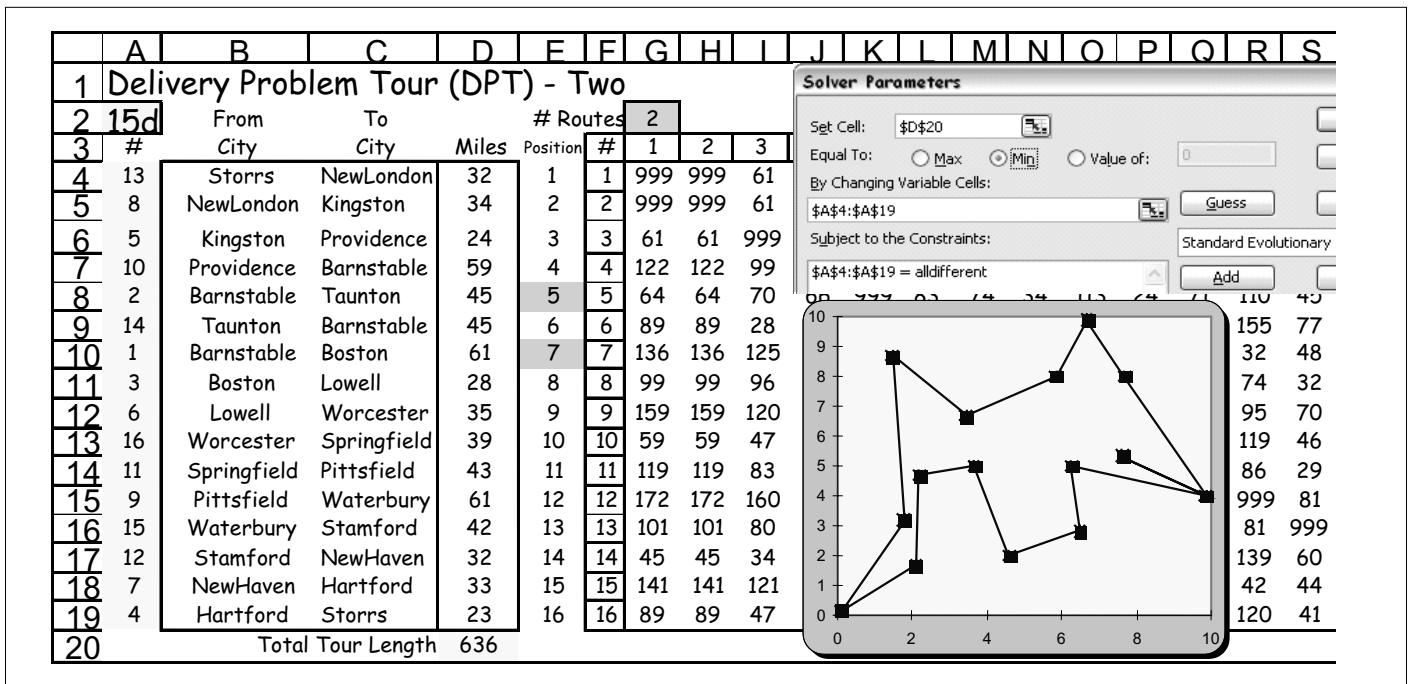 A B C D E F G H I J K L M N O P Q R S
1 Delivery Problem Tour (DPT) - Two
2 15d From To # Routes 2
3 # City City Miles Position # 1 2 3
4 13 Storrs NewLondon 32 1 1 999 999 61
5 8 NewLondon Kingston 34 2 2 999 999 61
6 5 Kingston Providence 24 3 3 61 61 999
7 10 Providence Barnstable 59 4 4 122 122 99
8 2 Barnstable Taunton 45 5 5 64 64 70
9 14 Taunton Barnstable 45 6 6 89 89 28 155 77
10 1 Barnstable Boston 61 7 7 136 136 125 32 48
11 3 Boston Lowell 28 8 8 99 99 96 74 32
12 6 Lowell Worcester 35 9 9 159 159 120 95 70
13 16 Worcester Springfield 39 10 10 59 59 47 119 46
14 11 Springfield Pittsfield 43 11 11 119 119 83 86 29
15 9 Pittsfield Waterbury 61 12 12 172 172 160 999 81
16 15 Waterbury Stamford 42 13 13 101 101 80 81 999
17 12 Stamford NewHaven 32 14 14 45 45 34 139 60
18 7 NewHaven Hartford 33 15 15 141 141 121 42 44
19 4 Hartford Storrs 23 16 16 89 89 47 120 41
20 Total Tour Length 636
Solver Parameters
Set Cell: $D$20
Equal To: Max Min Value of: 0
By Changing Variable Cells:
$A$4:$A$19 Guess
Subject to the Constraints: Standard Evolutionary
$A$4:$A$19 = alldifferent Add
10
9
8
7
6
5
4
3
2
1
0
0 2 4 6 8 10